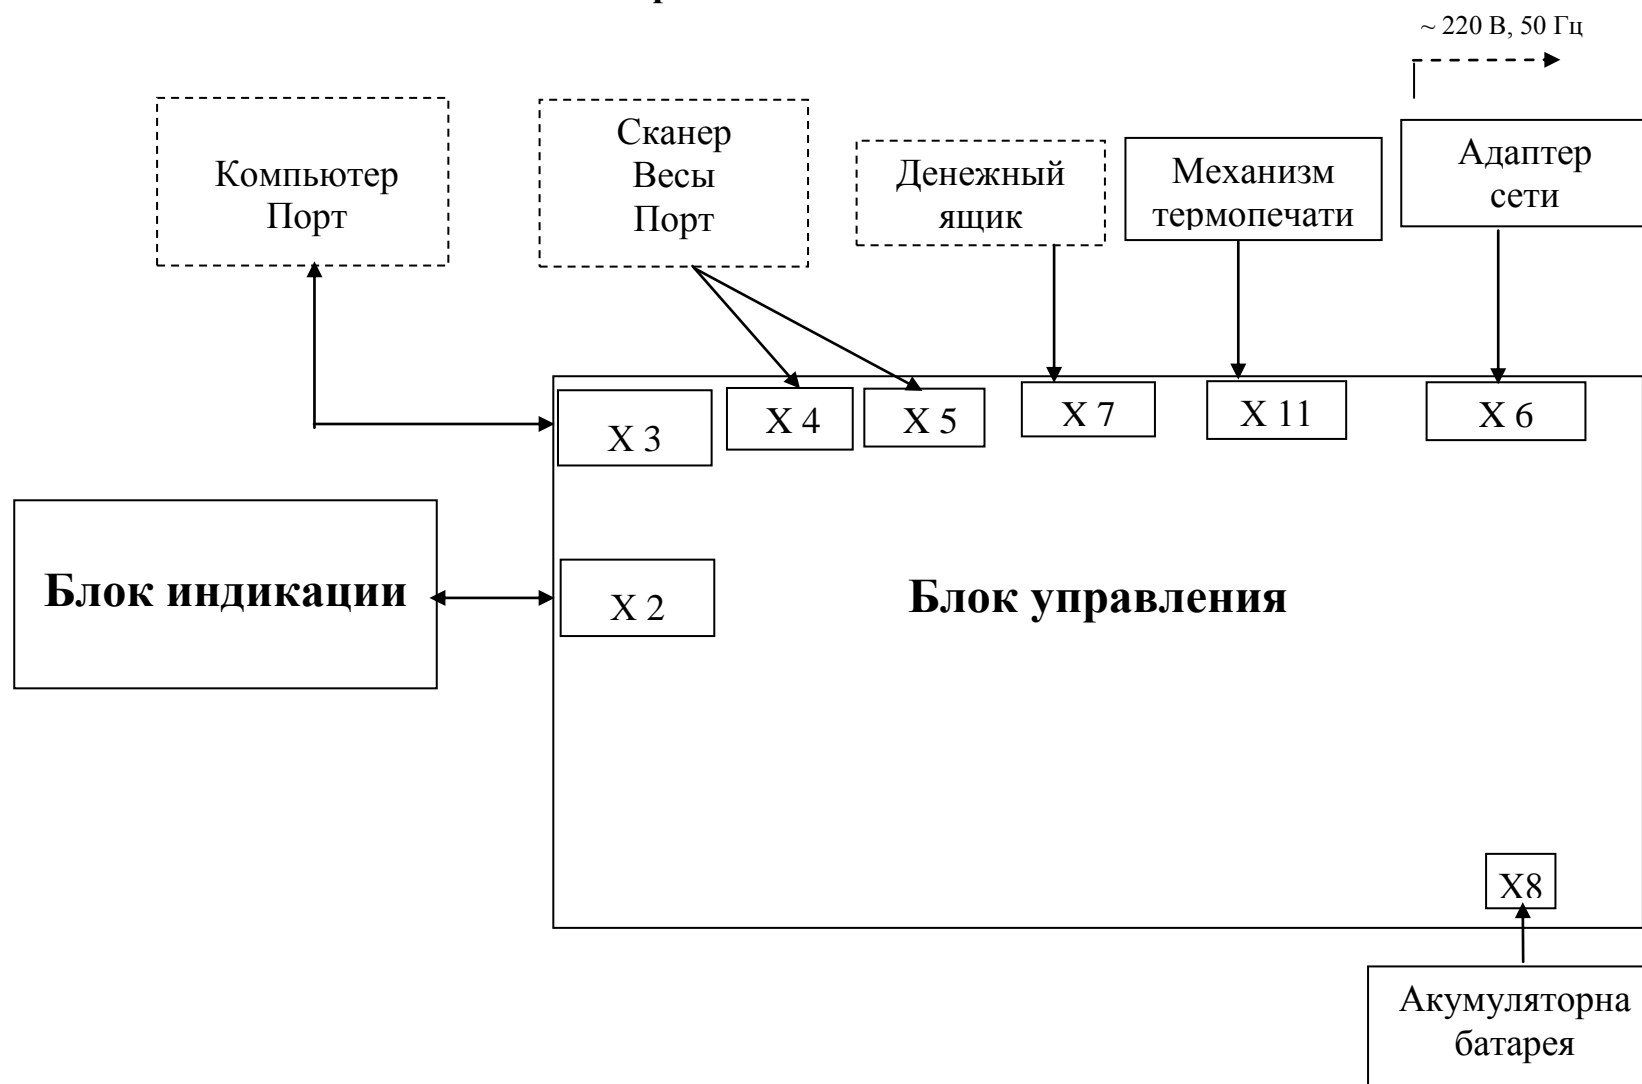 ~ 220 В, 50 Гц
Компьютер
Порт
Сканер
Весы
Порт
Денежный
ящик
Механизм
термопечати
Адаптер
сети
X 3
X 4
X 5
X 7
X 11
X 6
Блок индикации
X 2
Блок управления
X8
Акумуляторна
батарея